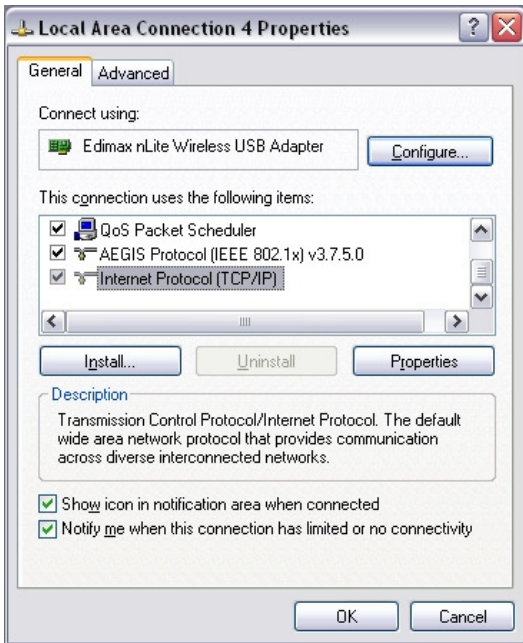 Local Area Connection 4 Properties
General
Advanced
Connect using:
Edimax nLite Wireless USB Adapter
Configure...
This connection uses the following items:
QoS Packet Scheduler
AEGIS Protocol (IEEE 802.1x) v3.7.5.0
Internet Protocol (TCP/IP)
Install...
Uninstall
Properties
Description
Transmission Control Protocol/Internet Protocol. The default
wide area network protocol that provides communication
across diverse interconnected networks.
Show icon in notification area when connected
Notify me when this connection has limited or no connectivity
OK
Cancel